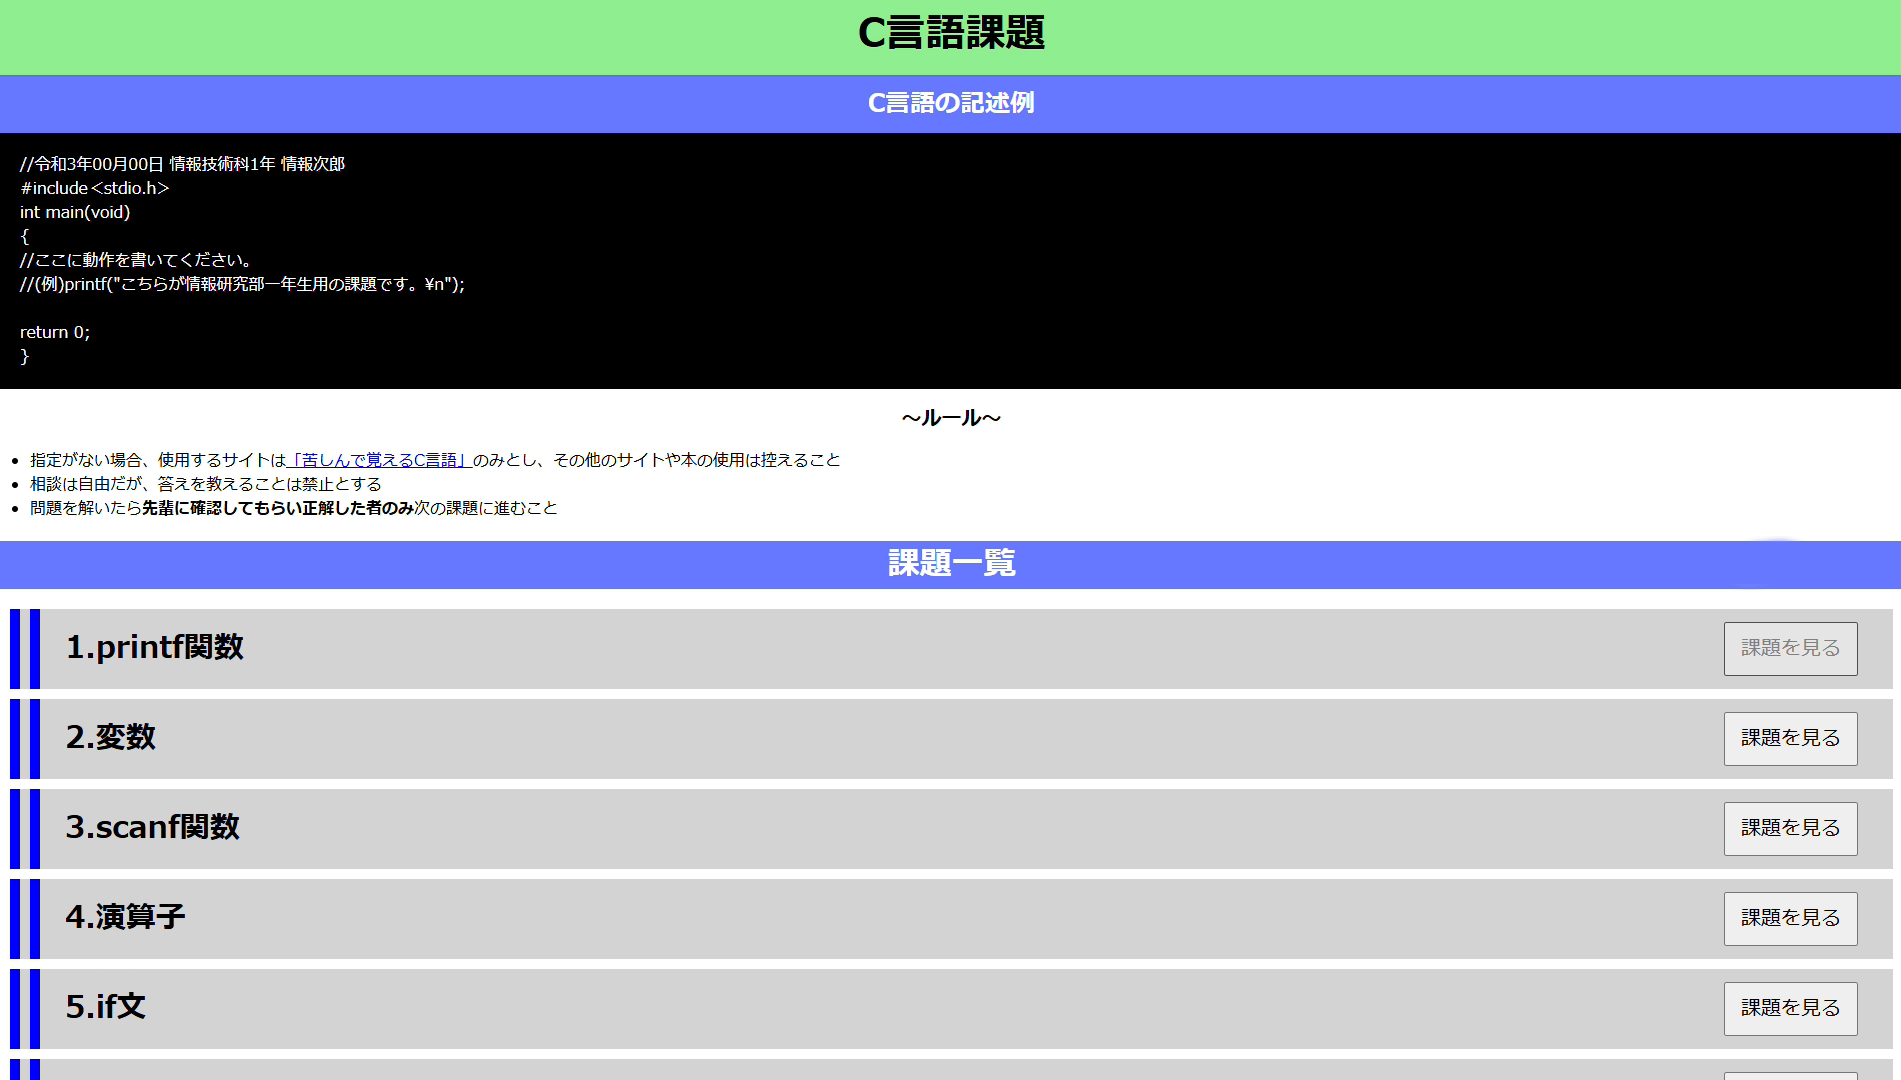 C言語課題
C言語の記述例
//令和3年00月00日 情報技術科1年 情報次郎
#include＜stdio.h＞
int main(void)
{
//ここに動作を書いてください。
//(例)printf("こちらが情報研究部一年生用の課題です。¥n");
return 0;
}
～ルール～
指定がない場合、使用するサイトは「苦しんで覚えるC言語」のみとし、その他のサイトや本の使用は控えること
相談は自由だが、答えを教えることは禁止とする
問題を解いたら先輩に確認してもらい正解した者のみ次の課題に進むこと
課題一覧
1.printf関数
課題を見る
2.変数
課題を見る
3.scanf関数
課題を見る
4.演算子
課題を見る
5.if文
課題を見る